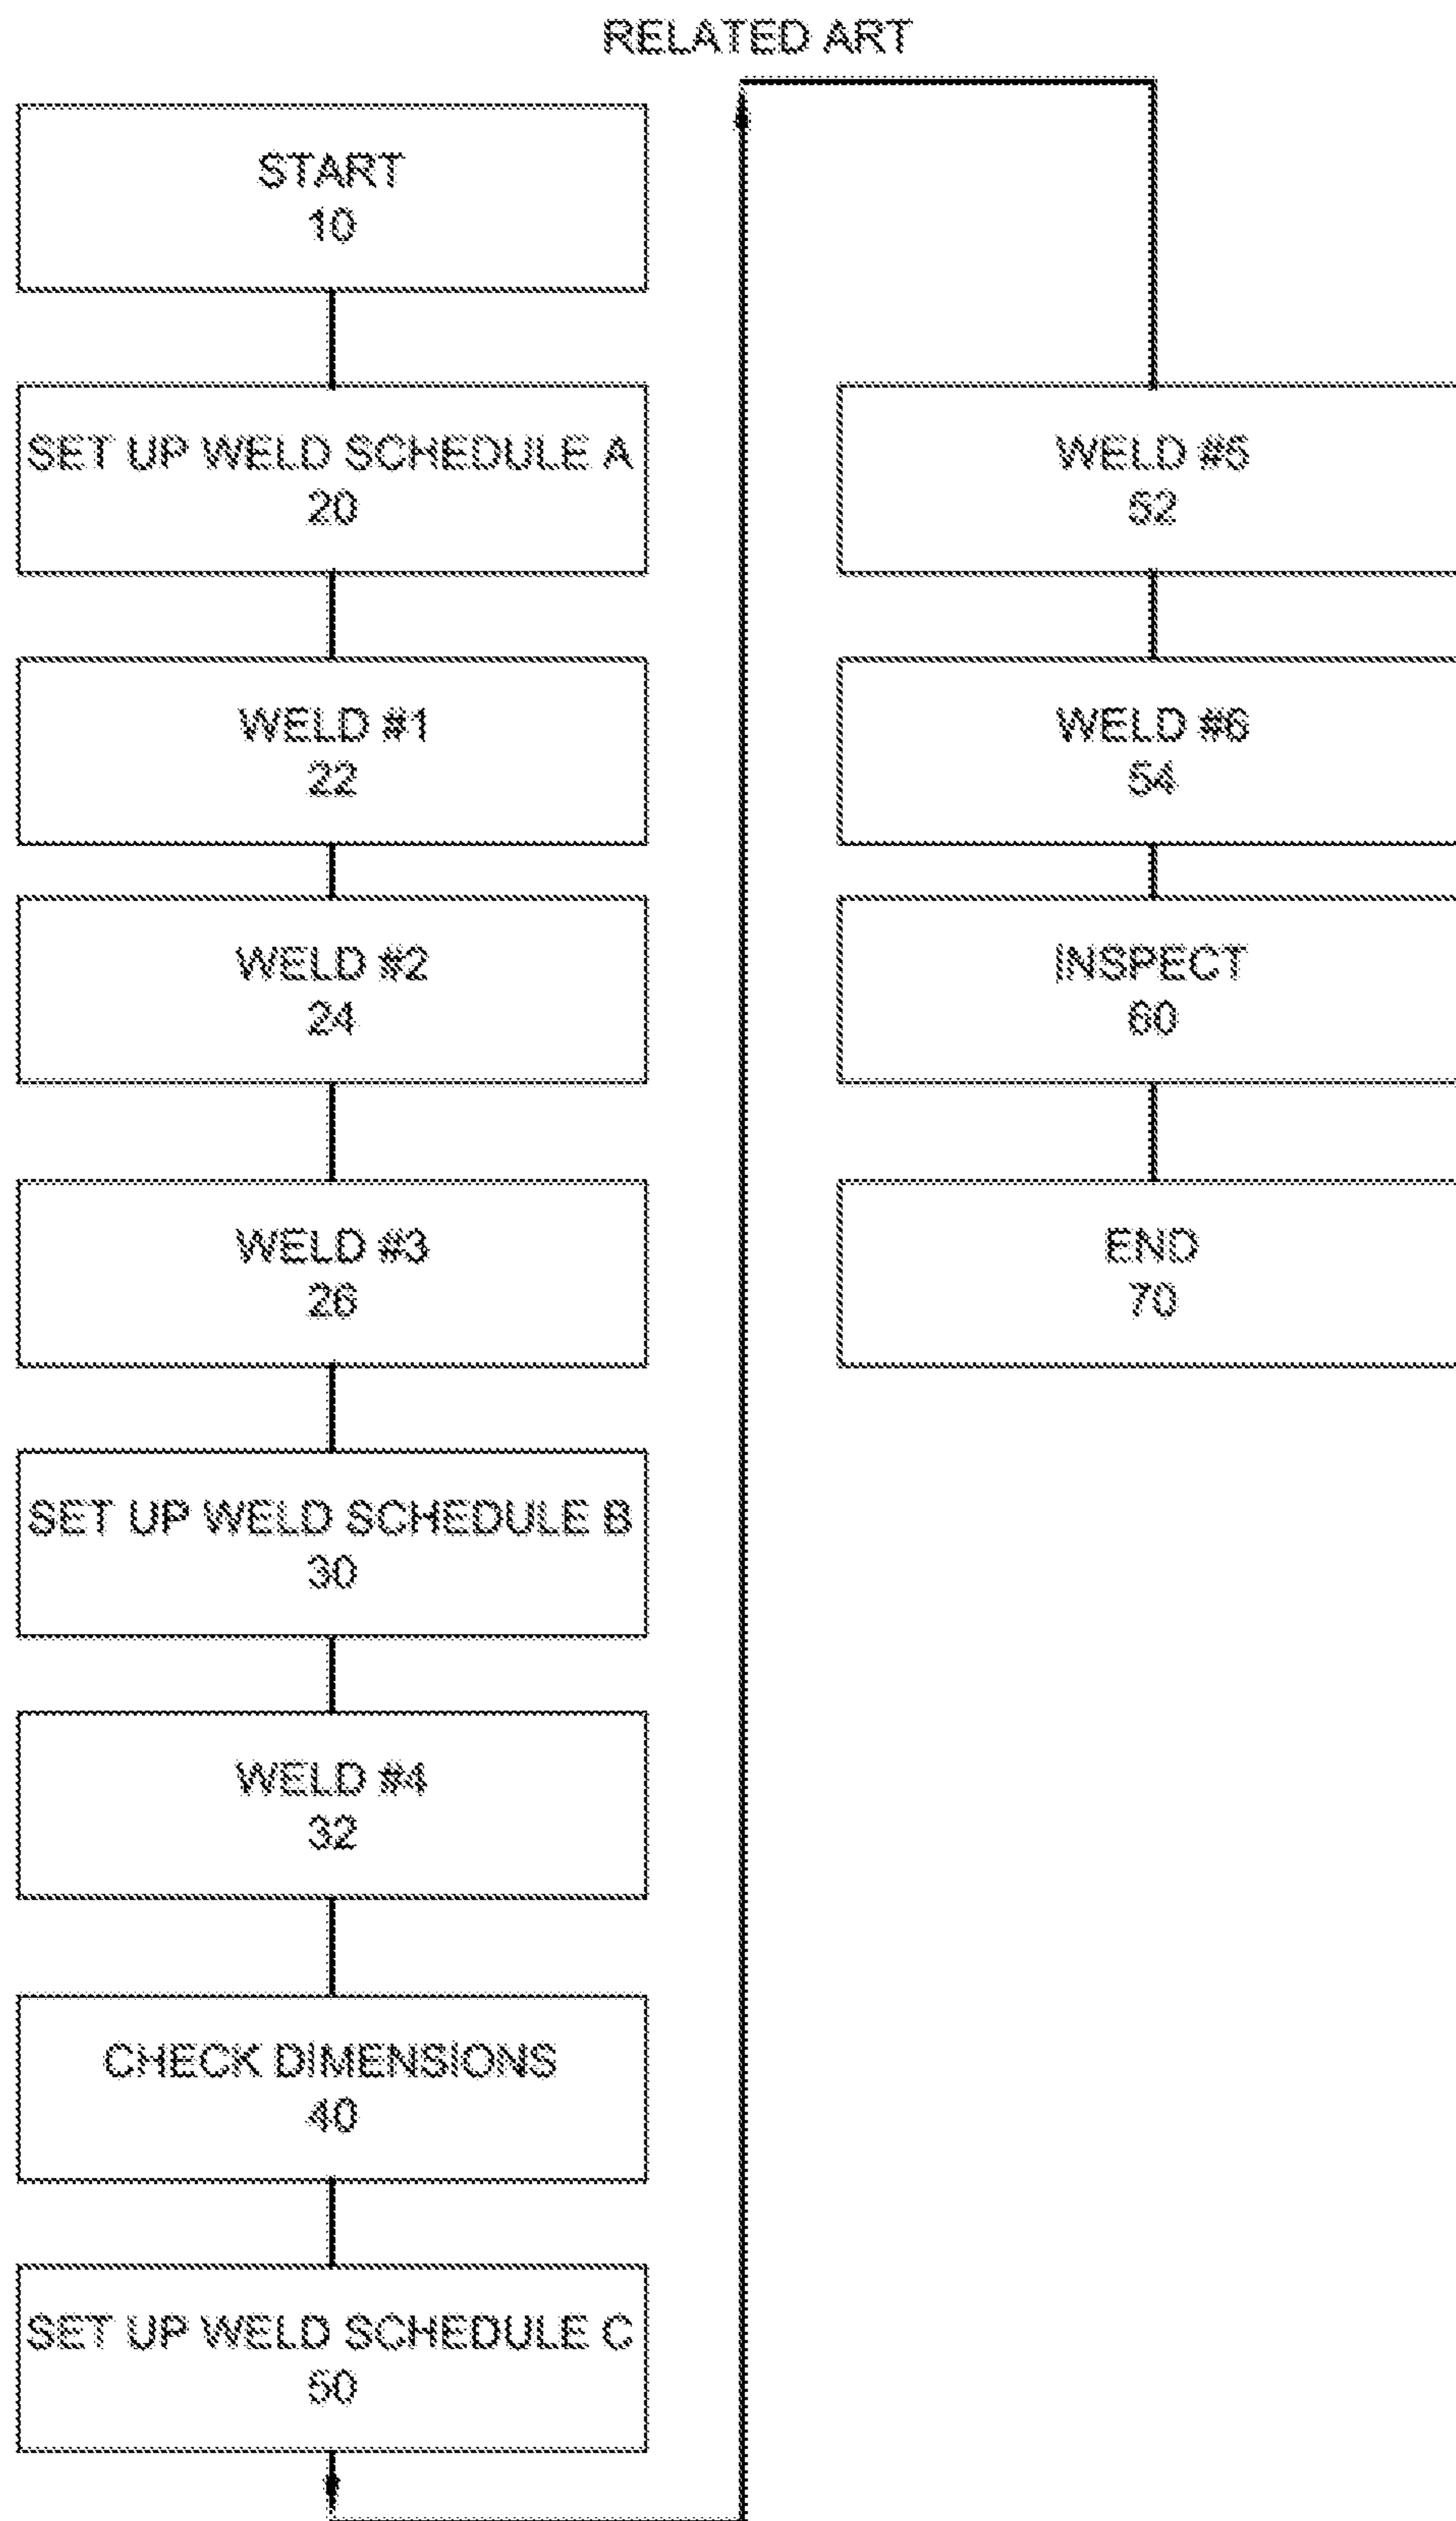 RELATED ART
START
10
SET UP WELD SCHEDULE A
20
WELD #1
22
WELD #2
24
WELD #3
26
SET UP WELD SCHEDULE B
30
WELD #4
32
CHECK DIMENSIONS
40
SET UP WELD SCHEDULE C
50
WELD #5
52
WELD #6
54
INSPECT
60
END
70